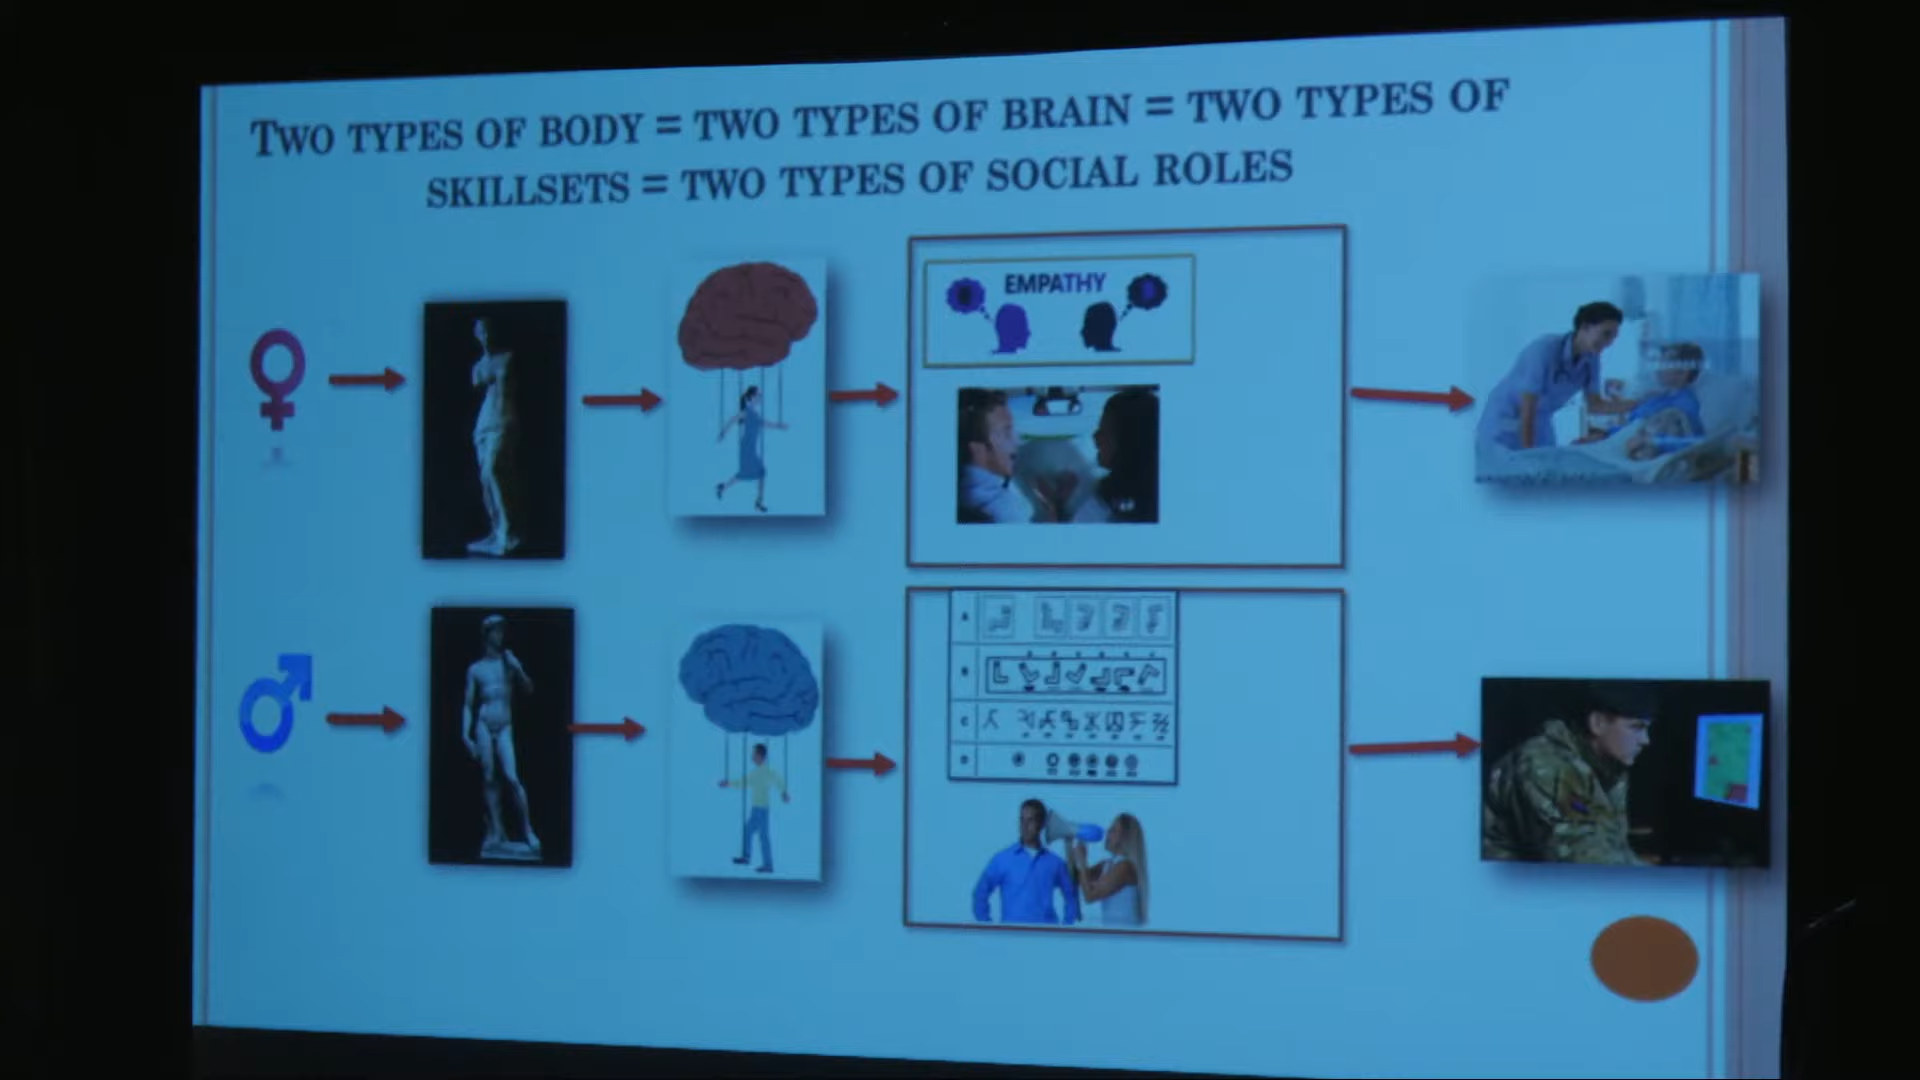 TWO TYPES OF BODY = TWO TYPES OF BRAIN = TWO TYPES OF
SKILLSETS = TWO TYPES OF SOCIAL ROLES
EMPATHY
A
B
C
D